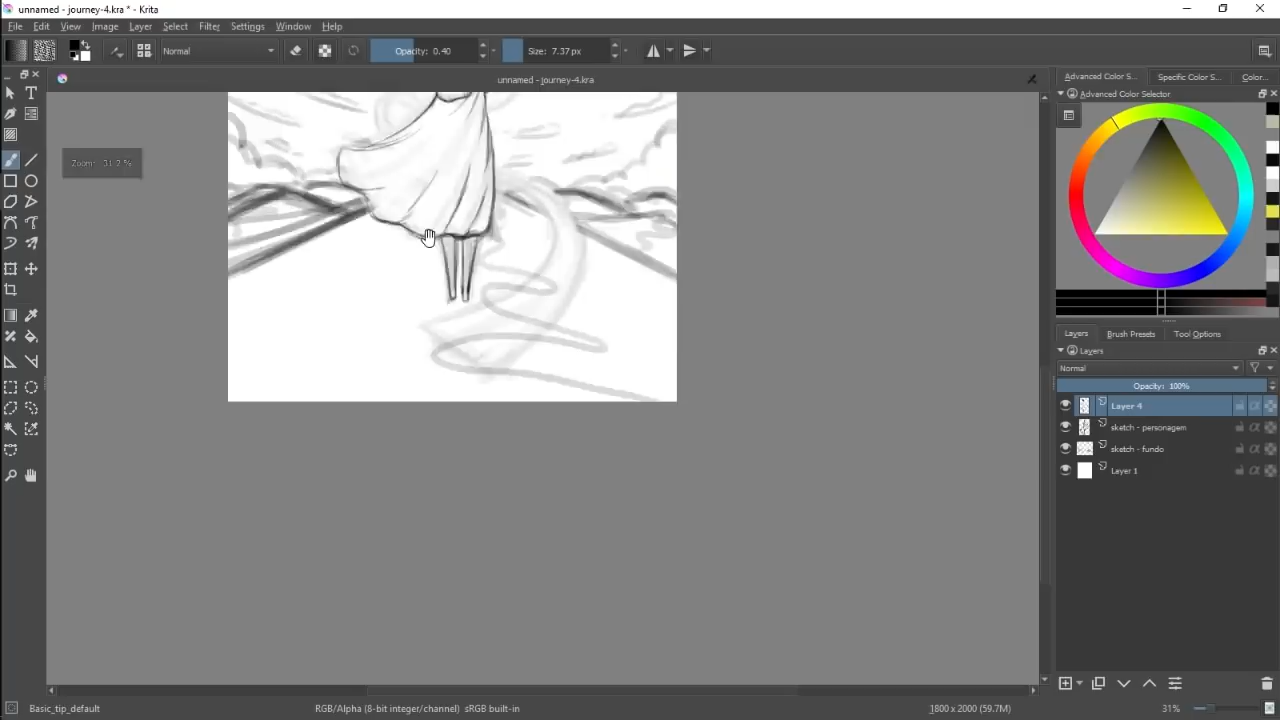 unnamed - journey-4.kra * - Krita
File Edit View Image Layer Select Filter Settings Window Help
Normal Opacity: 0.40 Size: 7.37 px
unnamed - journey-4.kra
Advanced Color S... Specific Color S... Color...
Advanced Color Selector
Zoom: 31.2 %
Layers Brush Presets Tool Options
Layers
Normal
Opacity: 100%
Layer 4
sketch - personagem
sketch - fundo
Layer 1
Basic_tip_default RGB/Alpha (8-bit integer/channel) sRGB built-in 1800 x 2000 (59.7M) 31%